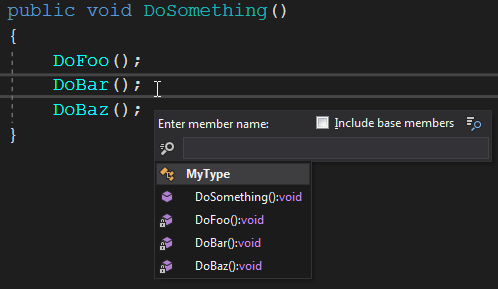 public void DoSomething()
{
DoFoo();
DoBar();
DoBaz();
}
Enter member name:
Include base members
MyType
DoSomething():void
DoFoo():void
DoBar():void
DoBaz():void